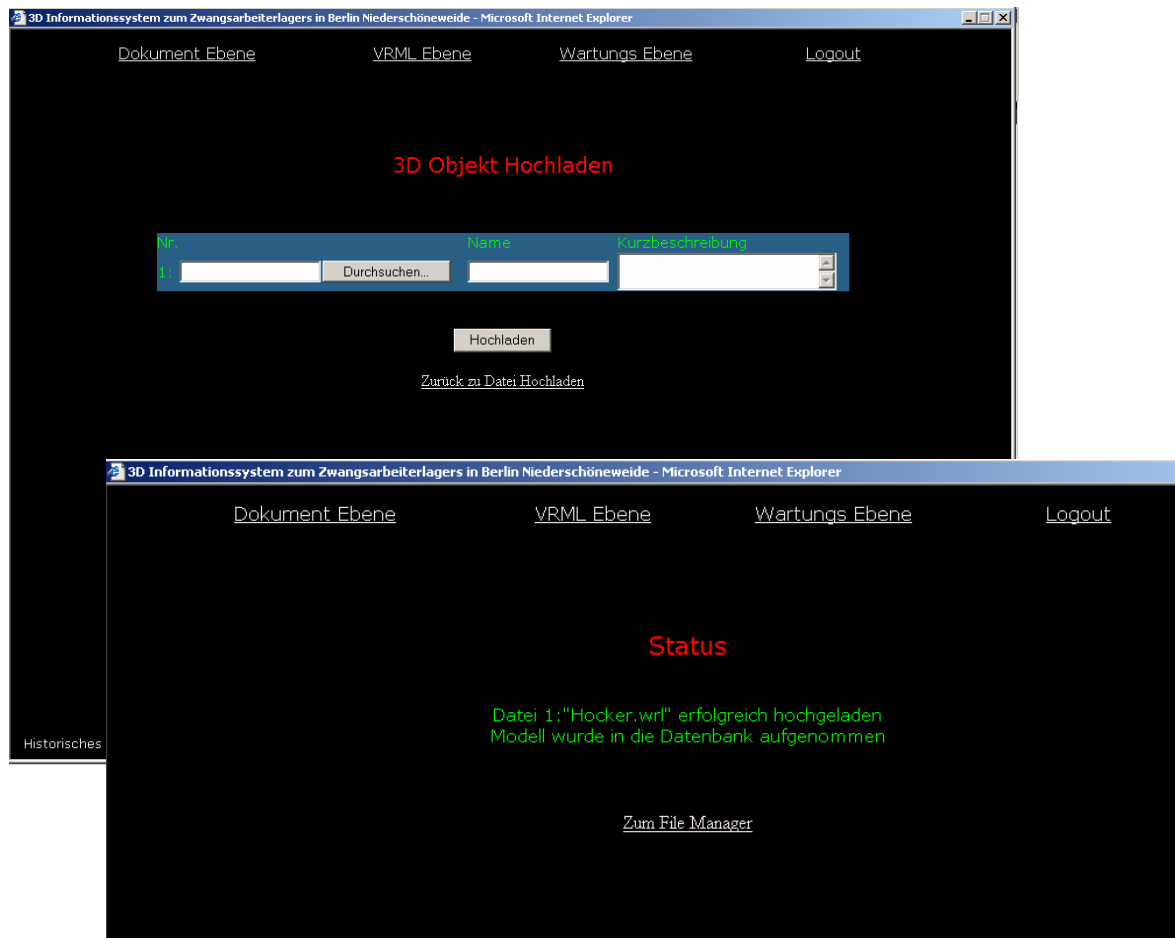 3D Informationssystem zum Zwangsarbeiterlagers in Berlin Niederschöneweide - Microsoft Internet Explorer
Dokument Ebene VRML Ebene Wartungs Ebene Logout
3D Objekt Hochladen
Nr. Name Kurzbeschreibung
1: Durchsuchen...
Hochladen
Zurück zu Datei Hochladen
Historisches
3D Informationssystem zum Zwangsarbeiterlagers in Berlin Niederschöneweide - Microsoft Internet Explorer
Dokument Ebene VRML Ebene Wartungs Ebene Logout
Status
Datei 1:"Hocker.wrl" erfolgreich hochgeladen
Modell wurde in die Datenbank aufgenommen
Zum File Manager